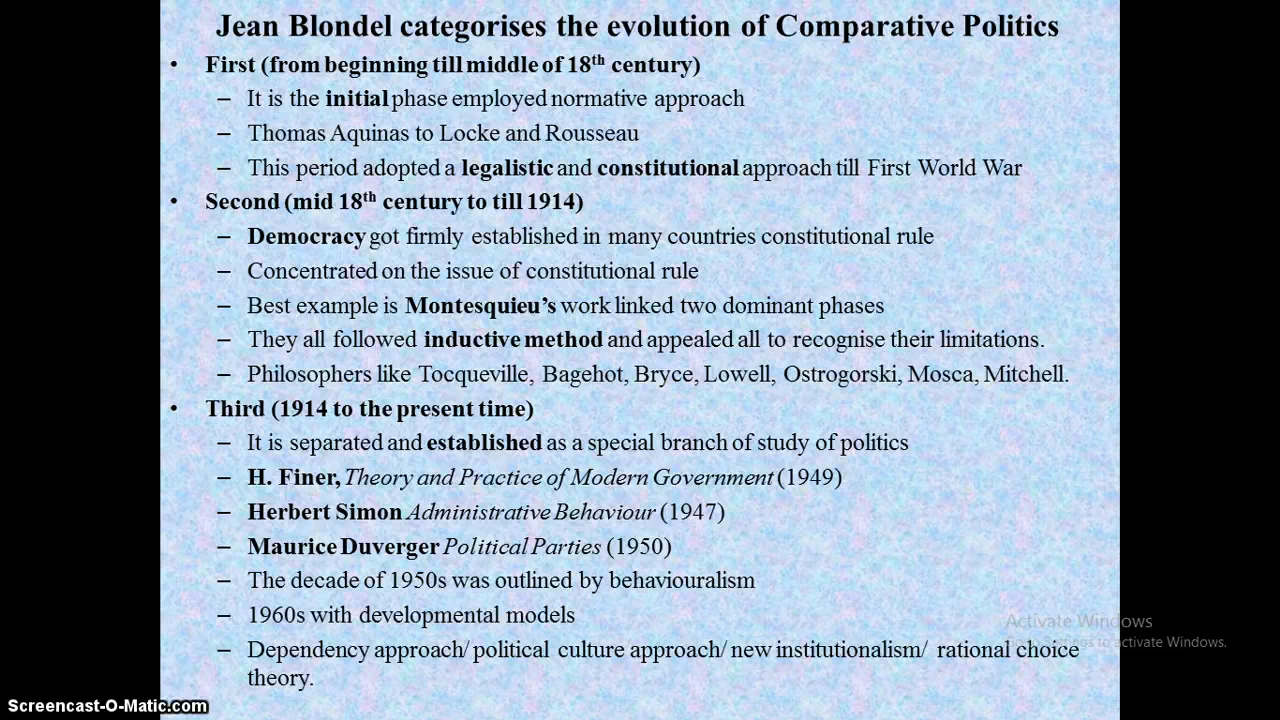 Jean Blondel categorises the evolution of Comparative Politics
• First (from beginning till middle of 18th century)
– It is the initial phase employed normative approach
– Thomas Aquinas to Locke and Rousseau
– This period adopted a legalistic and constitutional approach till First World War
• Second (mid 18th century to till 1914)
– Democracy got firmly established in many countries constitutional rule
– Concentrated on the issue of constitutional rule
– Best example is Montesquieu's work linked two dominant phases
– They all followed inductive method and appealed all to recognise their limitations.
– Philosophers like Tocqueville, Bagehot, Bryce, Lowell, Ostrogorski, Mosca, Mitchell.
• Third (1914 to the present time)
– It is separated and established as a special branch of study of politics
– H. Finer, Theory and Practice of Modern Government (1949)
– Herbert Simon Administrative Behaviour (1947)
– Maurice Duverger Political Parties (1950)
– The decade of 1950s was outlined by behaviouralism
– 1960s with developmental models
Activate Windows
to activate Windows.
– Dependency approach/ political culture approach/ new institutionalism/ rational choice
theory.
Screencast-O-Matic.com